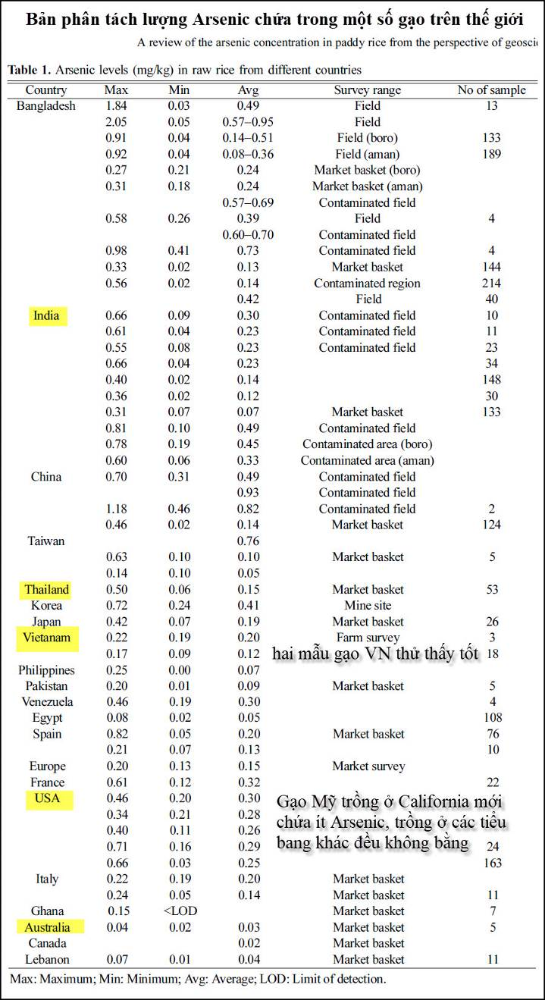 Bản phân tách lượng Arsenic chứa trong một số gạo trên thế giới
A review of the arsenic concentration in paddy rice from the perspective of geosci
Table 1. Arsenic levels (mg/kg) in raw rice from different countries
Country Max Min Avg Survey range No of sample
Bangladesh 1.84 0.03 0.49 Field 13
2.05 0.05 0.57–0.95 Field
0.91 0.04 0.14–0.51 Field (boro) 133
0.92 0.04 0.08–0.36 Field (aman) 189
0.27 0.21 0.24 Market basket (boro)
0.31 0.18 0.24 Market basket (aman)
0.57–0.69 Contaminated field
0.58 0.26 0.39 Field 4
0.60–0.70 Contaminated field
0.98 0.41 0.73 Contaminated field 4
0.33 0.02 0.13 Market basket 144
0.56 0.02 0.14 Contaminated region 214
0.42 Field 40
India 0.66 0.09 0.30 Contaminated field 10
0.61 0.04 0.23 Contaminated field 11
0.55 0.08 0.23 Contaminated field 23
0.66 0.04 0.23 34
0.40 0.02 0.14 148
0.36 0.02 0.12 30
0.31 0.07 0.07 Market basket 133
0.81 0.10 0.49 Contaminated field
0.78 0.19 0.45 Contaminated area (boro)
0.60 0.06 0.33 Contaminated area (aman)
China 0.70 0.31 0.49 Contaminated field
0.93 Contaminated field
1.18 0.46 0.82 Contaminated field 2
0.46 0.02 0.14 Market basket 124
Taiwan 0.76
0.63 0.10 0.10 Market basket 5
0.14 0.10 0.05
Thailand 0.50 0.06 0.15 Market basket 53
Korea 0.72 0.24 0.41 Mine site
Japan 0.42 0.07 0.19 Market basket 26
Vietanam 0.22 0.19 0.20 Farm survey 3
0.17 0.09 0.12 hai mẫu gạo VN thử thấy tốt 18
Philippines 0.25 0.00 0.07
Pakistan 0.20 0.01 0.09 Market basket 5
Venezuela 0.46 0.19 0.30 4
Egypt 0.08 0.02 0.05 108
Spain 0.82 0.05 0.20 Market basket 76
0.21 0.07 0.13 10
Europe 0.20 0.13 0.15 Market survey
France 0.61 0.12 0.32 22
USA 0.46 0.20 0.30 Gạo Mỹ trồng ở California mới
0.34 0.21 0.28 chứa ít Arsenic, trồng ở các tiểu
0.40 0.11 0.26 bang khác đều không bằng
0.71 0.16 0.29 24
0.66 0.03 0.25 163
Italy 0.22 0.19 0.20 Market basket
0.24 0.05 0.14 Market basket 11
Ghana 0.15 <LOD Market basket 7
Australia 0.04 0.02 0.03 Market basket 5
Canada 0.02 Market basket
Lebanon 0.07 0.01 0.04 Market basket 11
Max: Maximum; Min: Minimum; Avg: Average; LOD: Limit of detection.